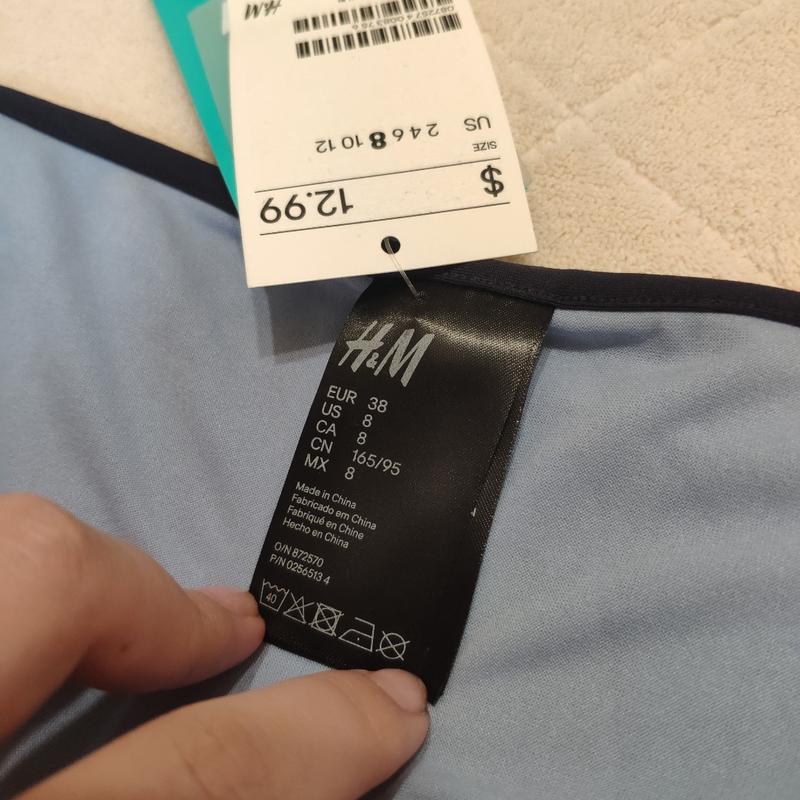 $ 12.99
SIZE
US 2 4 6 8 10 12
H&M
H&M
EUR 38
US 8
CA 8
CN 165/95
MX 8
Made in China
Fabricado em China
Fabriqué en Chine
Hecho en China
O/N 872570
P/N 0256513 4
40